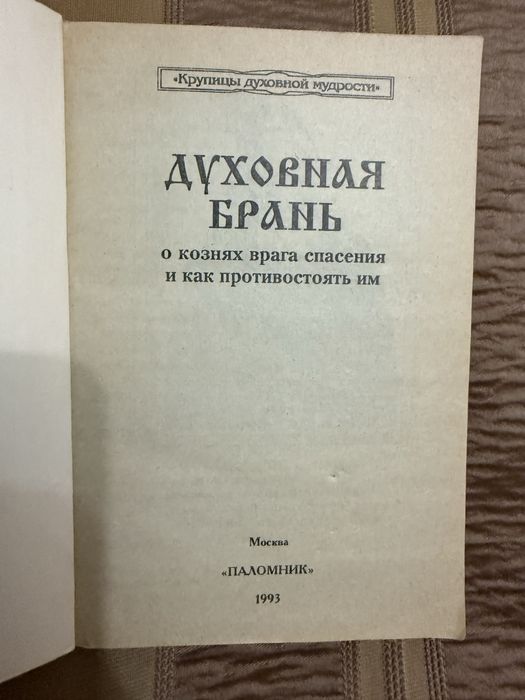 «Крупицы духовной мудрости»
ДУХОВНАЯ
БРАНЬ
о кознях врага спасения
и как противостоять им
Москва
«ПАЛОМНИК»
1993